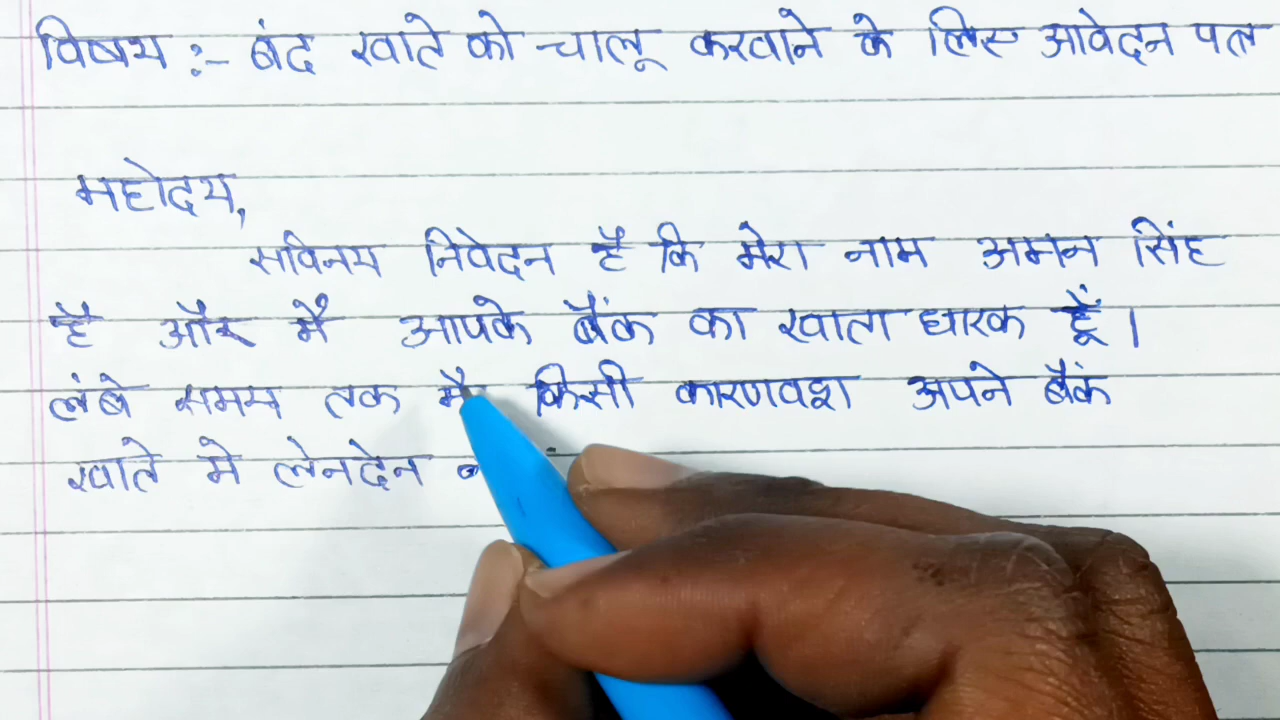 विषय :- बंद खाते को चालू करवाने के लिए आवेदन पत्र
महोदय,
सविनय निवेदन है कि मेरा नाम अमन सिंह
है और मैं आपके बैंक का खाता धारक हूँ।
लंबे समय तक मै किसी कारणवश अपने बैंक
खाते मे लेनदेन